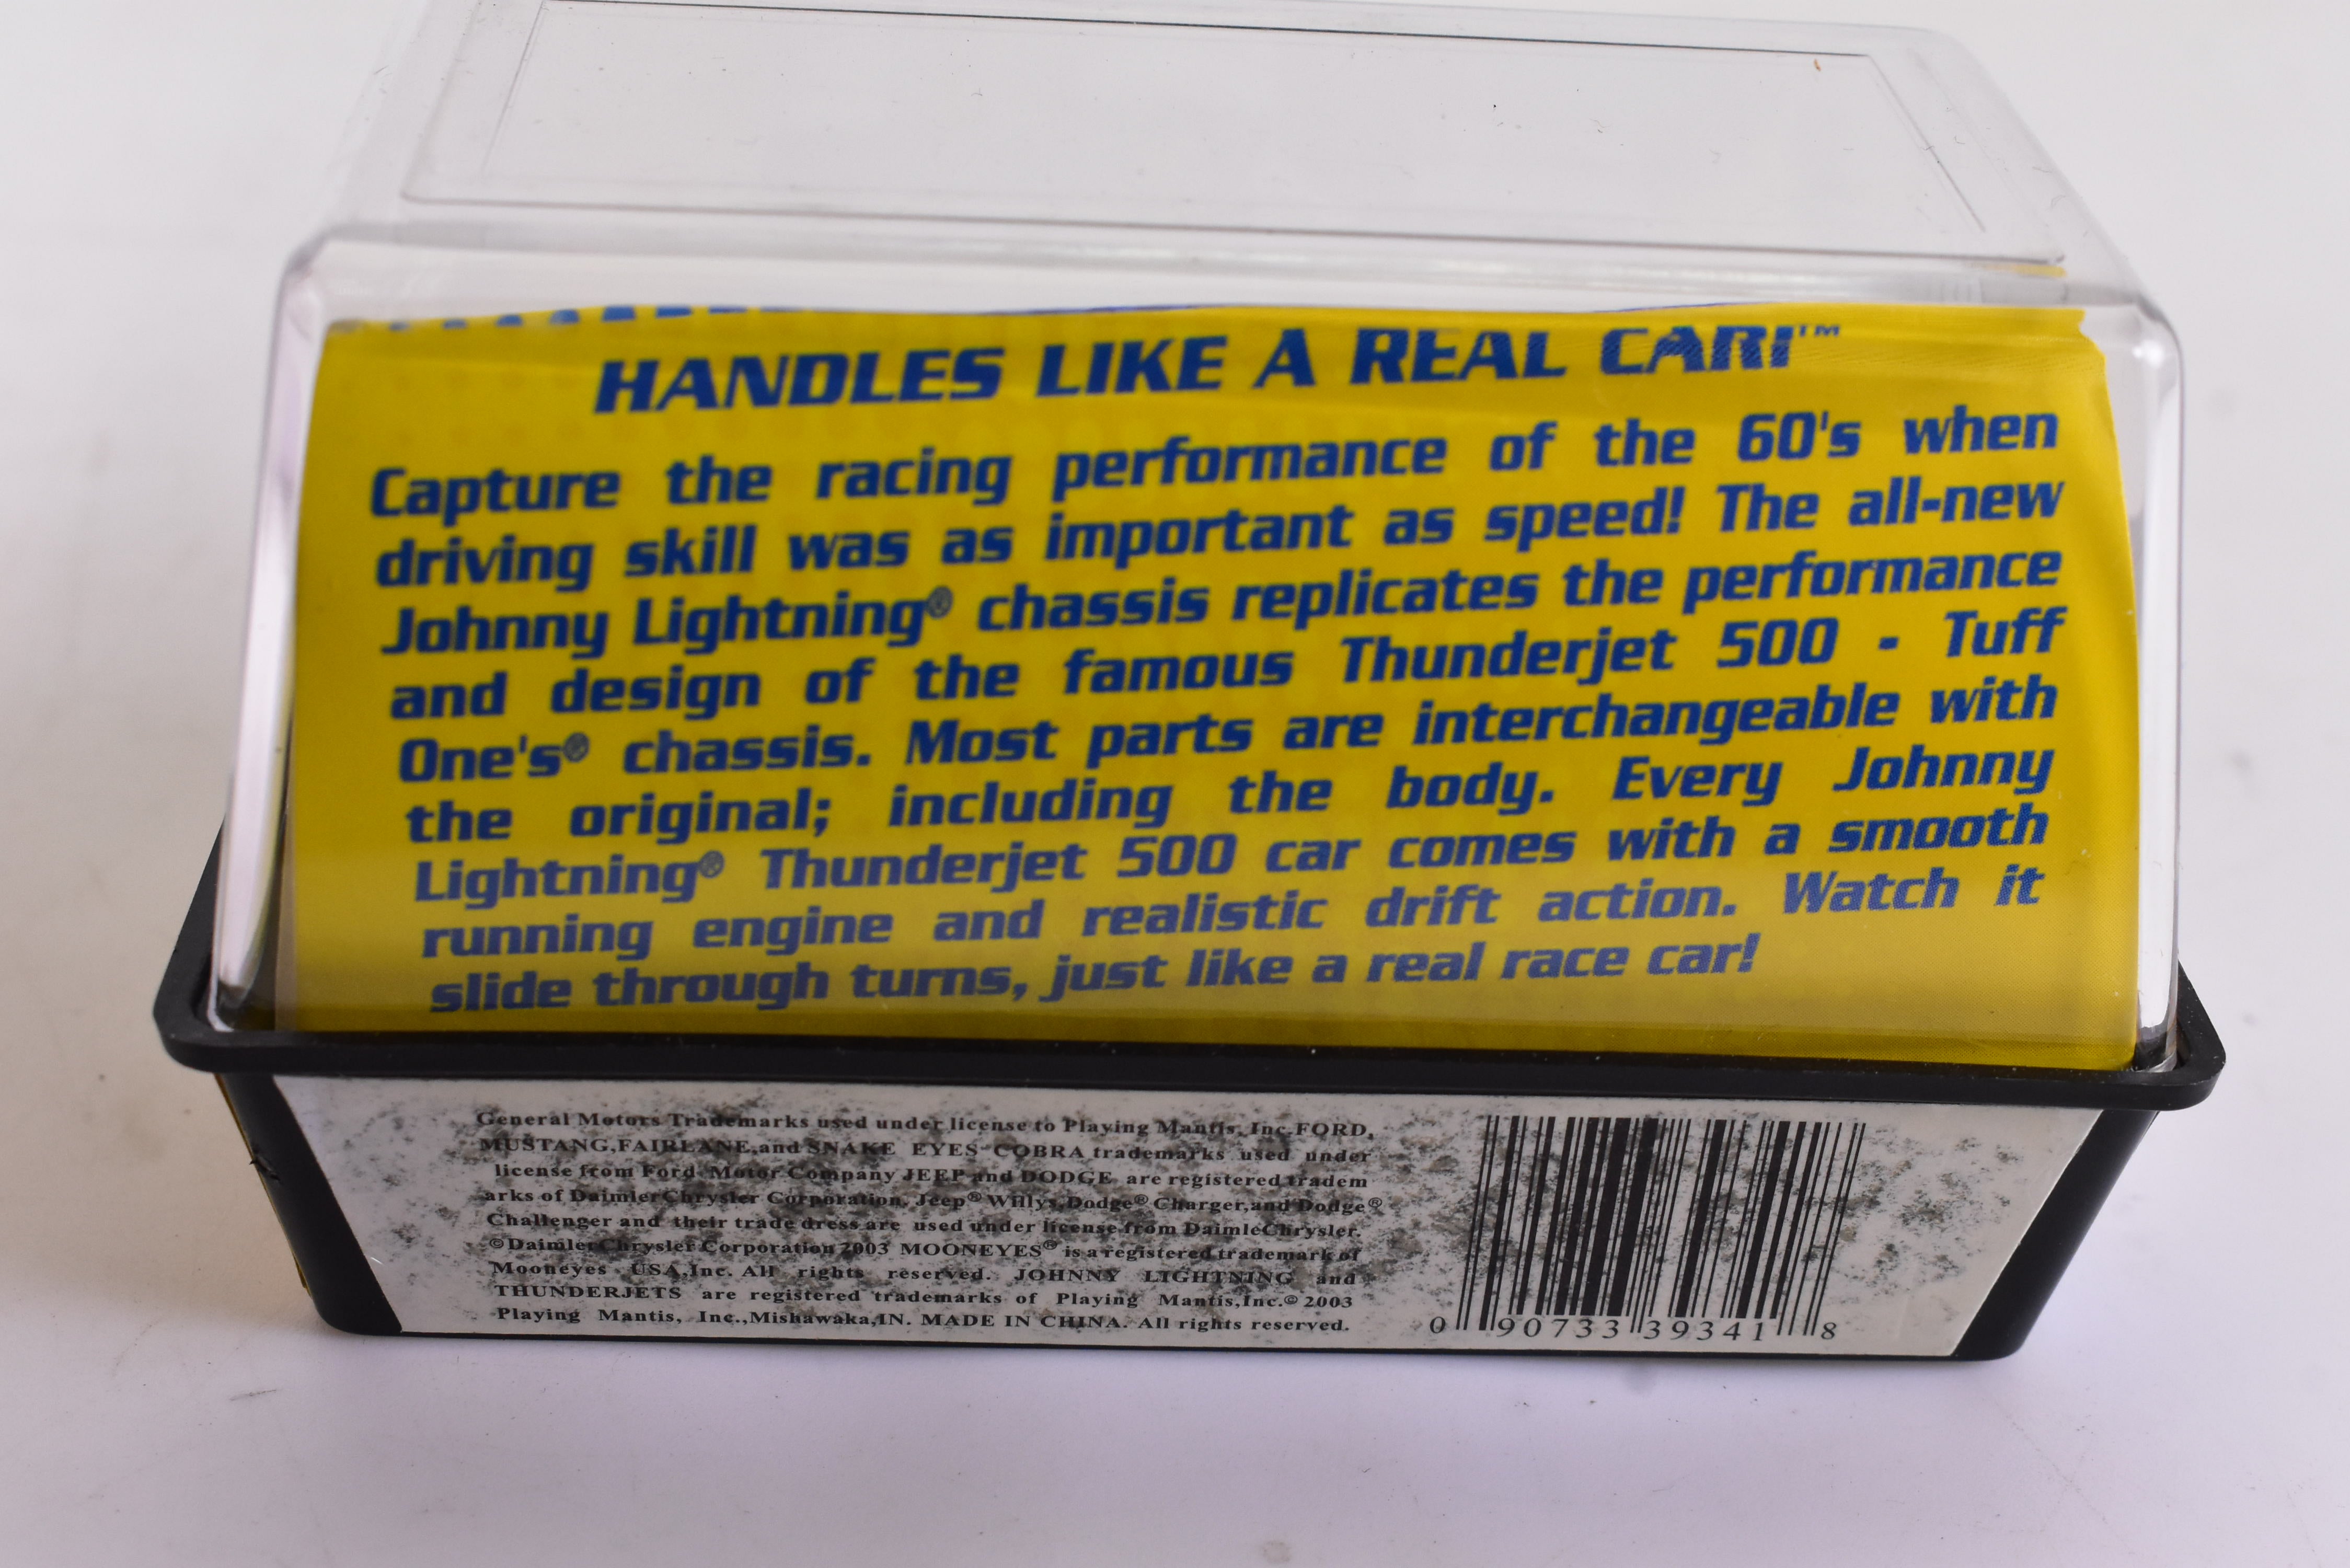 HANDLES LIKE A REAL CAR!™
Capture the racing performance of the 60's when
driving skill was as important as speed! The all-new
Johnny Lightning® chassis replicates the performance
and design of the famous Thunderjet 500 - Tuff
One's® chassis. Most parts are interchangeable with
the original; including the body. Every Johnny
Lightning® Thunderjet 500 car comes with a smooth
running engine and realistic drift action. Watch it
slide through turns, just like a real race car!
General Motors Trademarks used under license to Playing Mantis, Inc.FORD,
MUSTANG,FAIRLANE,and SNAKE EYES COBRA trademarks used under
license from Ford Motor Company JEEP and DODGE are registered tradem
arks of DaimlerChrysler Corporation, Jeep® Willys,Dodge® Charger,and Dodge®
Challenger and their trade dress are used under license from DaimleChrysler.
©DaimlerChrysler Corporation 2003 MOONEYES® is a registered trademark of
Mooneyes USA,Inc. All rights reserved. JOHNNY LIGHTNING and
THUNDERJETS are registered trademarks of Playing Mantis,Inc.© 2003
Playing Mantis, Inc.,Mishawaka,IN. MADE IN CHINA. All rights reserved.
0 90733 39341 8